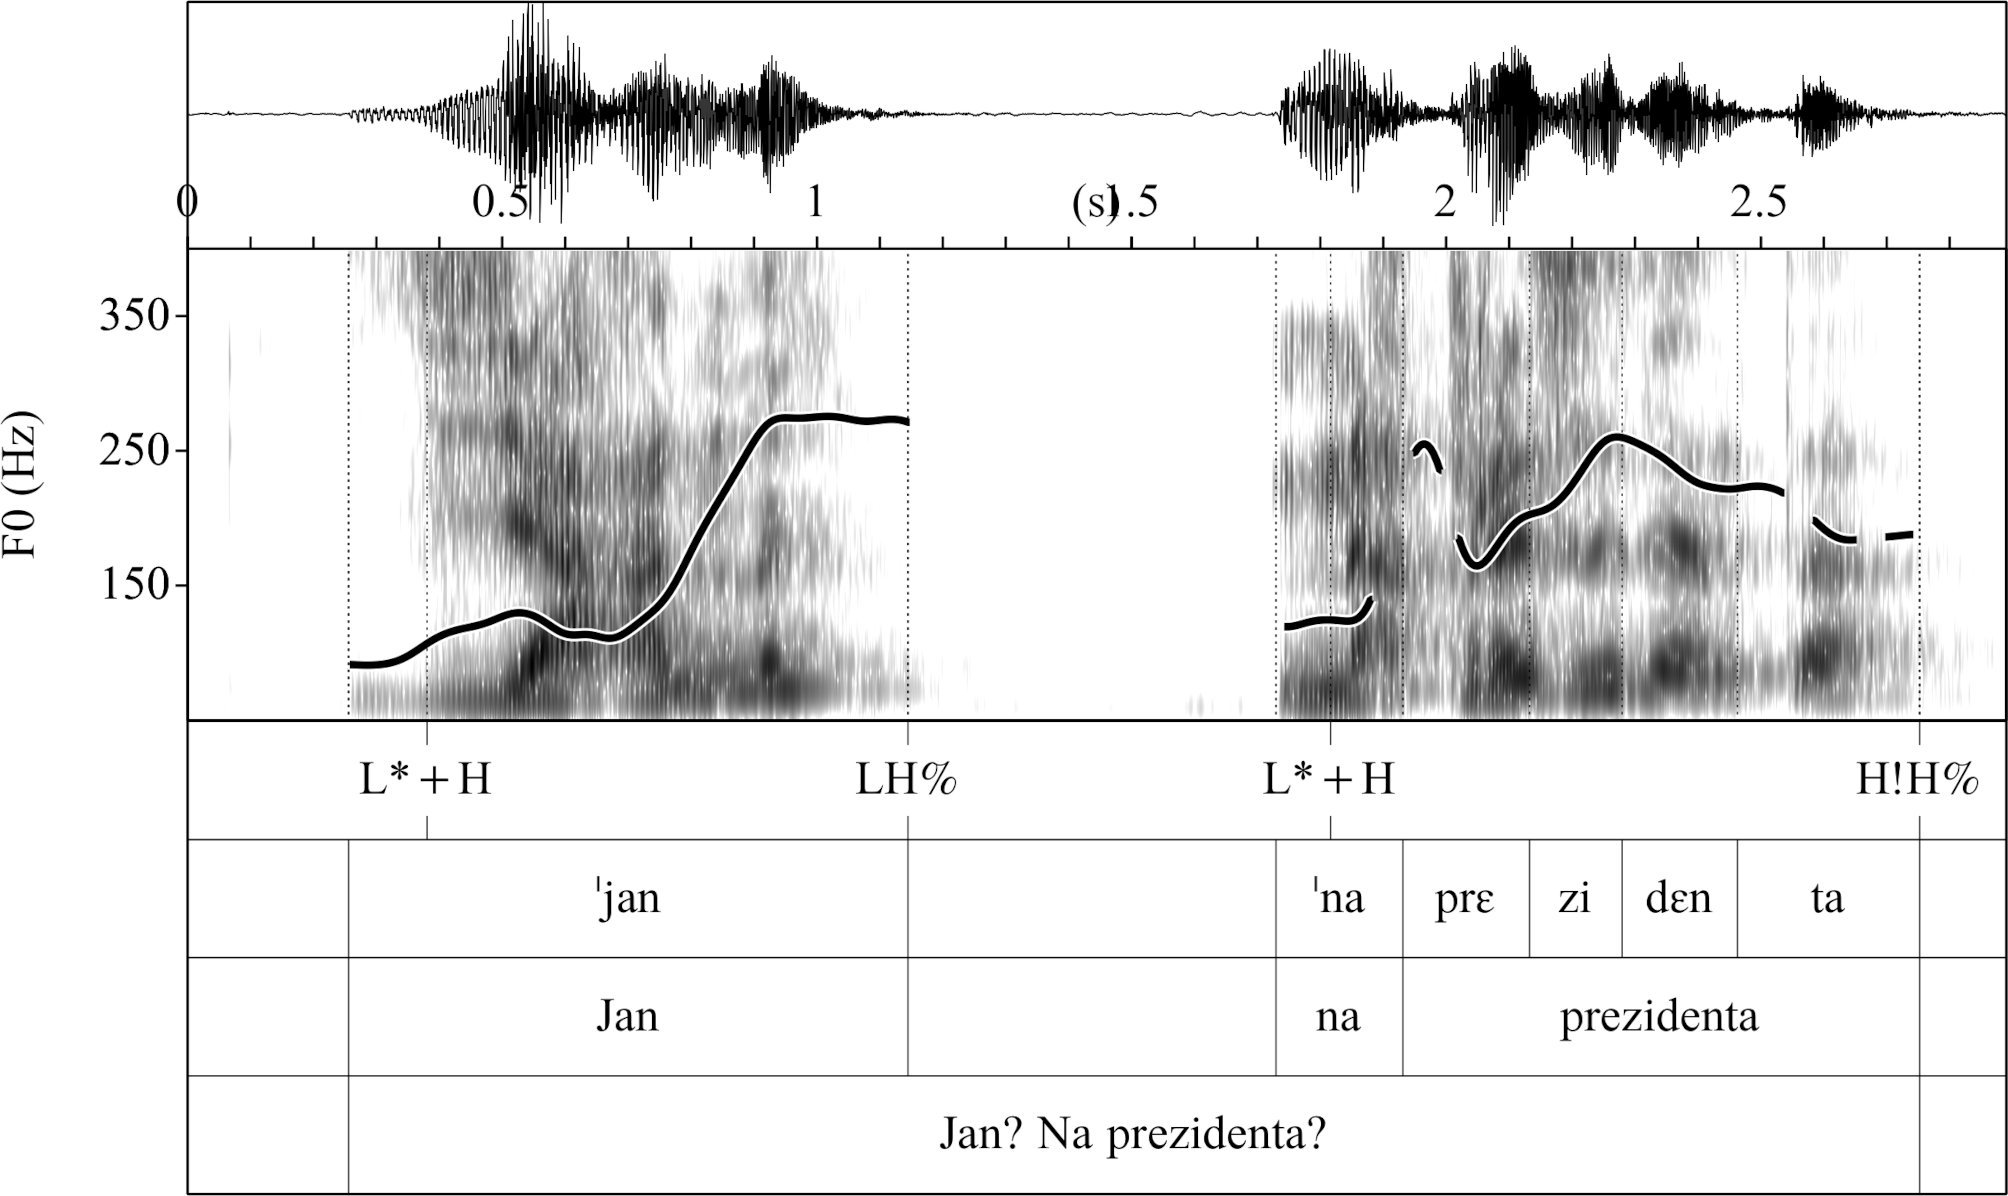 0 0.5 1 (s) 1.5 2 2.5
350
250
150
F0 (Hz)
L* + H LH% L* + H H!H%
ˈjan ˈna prɛ zi dɛn ta
Jan na prezidenta
Jan? Na prezidenta?